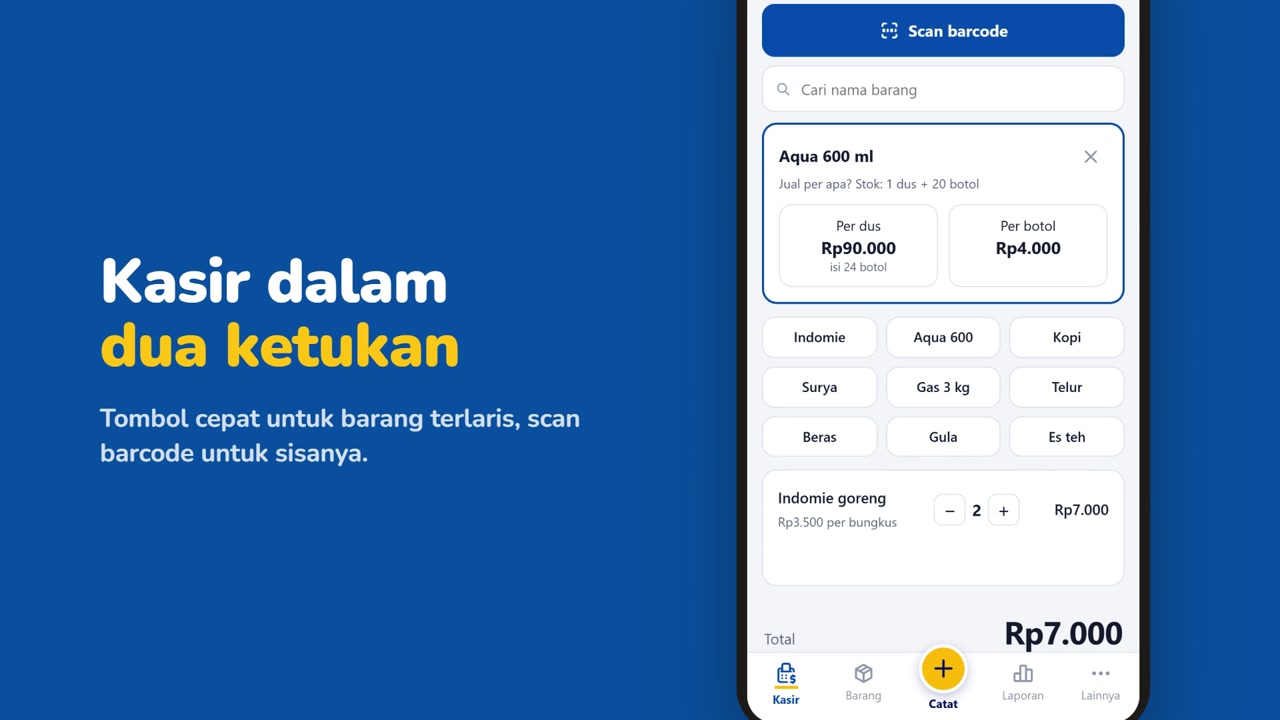 Kasir dalam
dua ketukan
Tombol cepat untuk barang terlaris, scan
barcode untuk sisanya.
Scan barcode
Cari nama barang
Aqua 600 ml
Jual per apa? Stok: 1 dus + 20 botol
Per dus
Rp90.000
isi 24 botol
Per botol
Rp4.000
Indomie
Aqua 600
Kopi
Surya
Gas 3 kg
Telur
Beras
Gula
Es teh
Indomie goreng
Rp3.500 per bungkus
− 2 +
Rp7.000
Total
Rp7.000
Kasir
Barang
Catat
Laporan
Lainnya